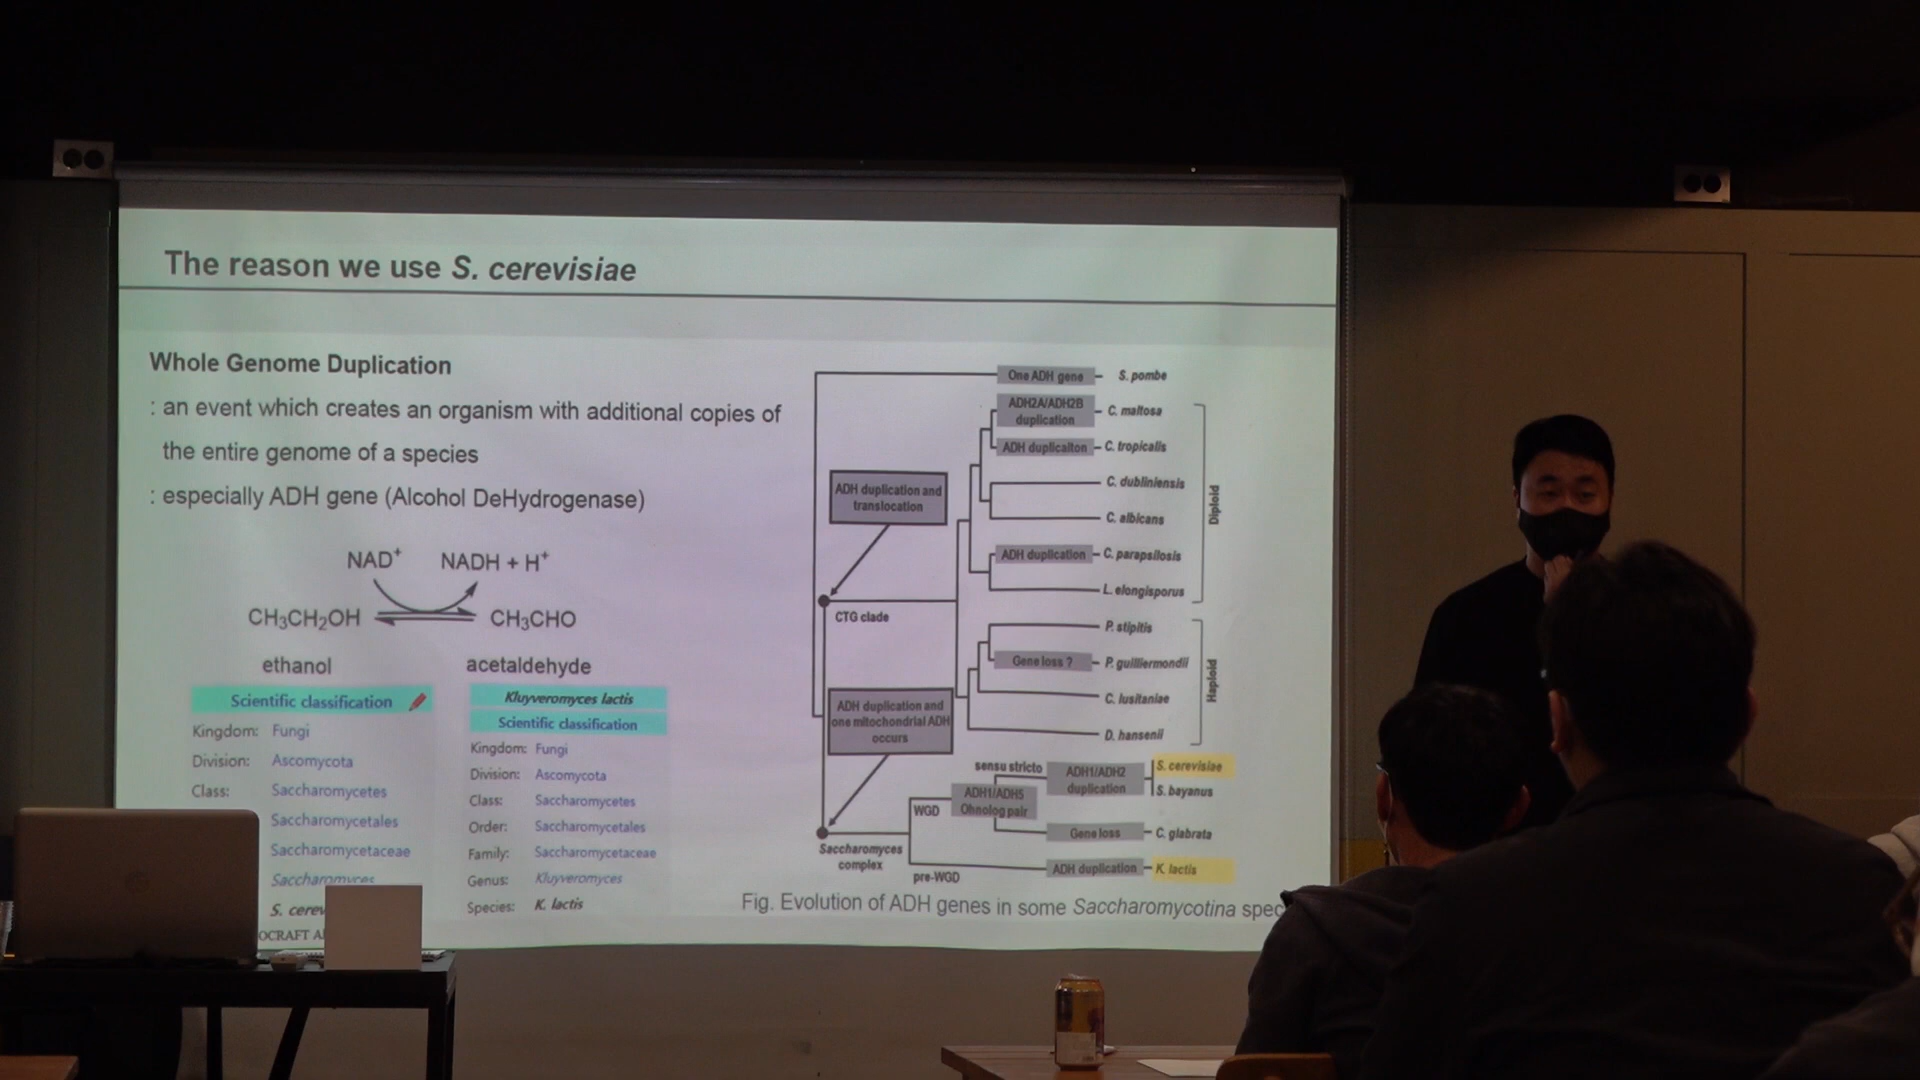 The reason we use S. cerevisiae
Whole Genome Duplication
: an event which creates an organism with additional copies of
the entire genome of a species
: especially ADH gene (Alcohol DeHydrogenase)
NAD⁺ NADH + H⁺
CH₃CH₂OH CH₃CHO
ethanol acetaldehyde
Scientific classification
Kingdom: Fungi
Division: Ascomycota
Class: Saccharomycetes
Saccharomycetales
Saccharomycetaceae
Saccharomyces
S.
Kluyveromyces lactis
Scientific classification
Kingdom: Fungi
Division: Ascomycota
Class: Saccharomycetes
Order: Saccharomycetales
Family: Saccharomycetaceae
Genus: Kluyveromyces
Species: K. lactis
One ADH gene S. pombe
ADH2A/ADH2B
duplication
C. maltosa
ADH duplicaiton C. tropicalis
C. dubliniensis
C. albicans
ADH duplication C. parapsilosis
L. elongisporus
Diploid
ADH duplication and
translocation
CTG clade
P. stipitis
Gene loss ? P. guilliermondii
C. lusitaniae
D. hansenii
Haploid
ADH duplication and
one mitochondrial ADH
occurs
sensu stricto
ADH1/ADH2
duplication
S. cerevisiae
S. bayanus
WGD
ADH1/ADH5
Ohnolog pair
Gene loss C. glabrata
Saccharomyces
complex
pre-WGD
ADH duplication K. lactis
Fig. Evolution of ADH genes in some Saccharomycotina